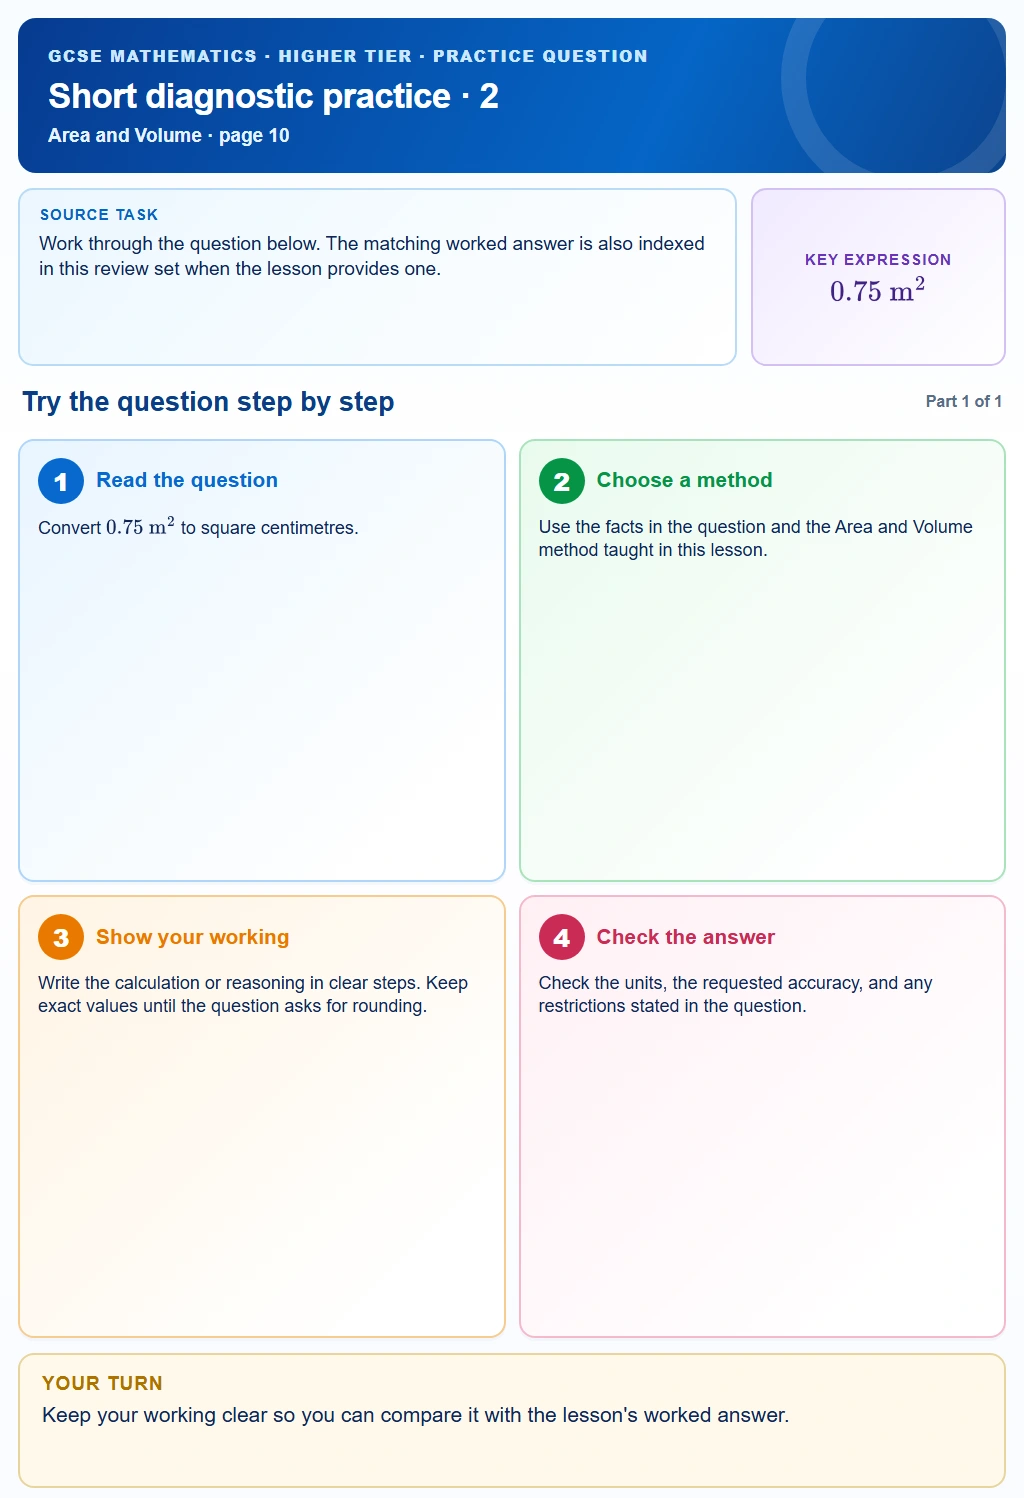 GCSE MATHEMATICS · HIGHER TIER · PRACTICE QUESTION
Short diagnostic practice · 2
Area and Volume · page 10
SOURCE TASK
Work through the question below. The matching worked answer is also indexed
in this review set when the lesson provides one.
KEY EXPRESSION
0.75 m²
Try the question step by step
Part 1 of 1
1 Read the question
Convert 0.75 m² to square centimetres.
2 Choose a method
Use the facts in the question and the Area and Volume
method taught in this lesson.
3 Show your working
Write the calculation or reasoning in clear steps. Keep
exact values until the question asks for rounding.
4 Check the answer
Check the units, the requested accuracy, and any
restrictions stated in the question.
YOUR TURN
Keep your working clear so you can compare it with the lesson's worked answer.